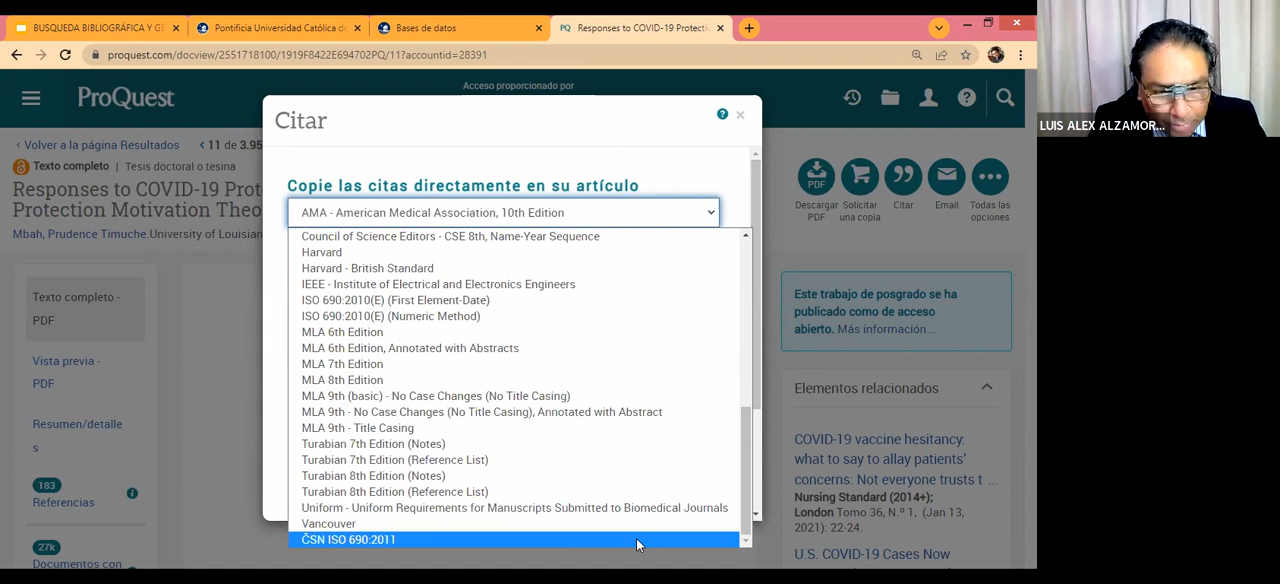 BUSQUEDA BIBLIOGRÁFICA Y GE
Pontificia Universidad Católica de
Bases de datos
PQ Responses to COVID-19 Protecti
proquest.com/docview/2551718100/1919F8422E694702PQ/11?accountid=28391
Acceso proporcionado por
ProQuest
Citar
Volver a la página Resultados
11 de 3.95
Texto completo | Tesis doctoral o tesina
Responses to COVID-19 Prot
Protection Motivation Theo
Mbah, Prudence Timuche. University of Louisian
Texto completo -
PDF
Vista previa -
PDF
Resumen/detalle
s
183
Referencias
27k
Documentos con
Copie las citas directamente en su artículo
AMA - American Medical Association, 10th Edition
Council of Science Editors - CSE 8th, Name-Year Sequence
Harvard
Harvard - British Standard
IEEE - Institute of Electrical and Electronics Engineers
ISO 690:2010(E) (First Element-Date)
ISO 690:2010(E) (Numeric Method)
MLA 6th Edition
MLA 6th Edition, Annotated with Abstracts
MLA 7th Edition
MLA 8th Edition
MLA 9th (basic) - No Case Changes (No Title Casing)
MLA 9th - No Case Changes (No Title Casing), Annotated with Abstract
MLA 9th - Title Casing
Turabian 7th Edition (Notes)
Turabian 7th Edition (Reference List)
Turabian 8th Edition (Notes)
Turabian 8th Edition (Reference List)
Uniform - Uniform Requirements for Manuscripts Submitted to Biomedical Journals
Vancouver
ČSN ISO 690:2011
PDF
Descargar PDF
Solicitar una copia
Citar
Email
Todas las opciones
Este trabajo de posgrado se ha
publicado como de acceso
abierto. Más información...
Elementos relacionados
COVID-19 vaccine hesitancy:
what to say to allay patients'
concerns: Not everyone trusts t ...
Nursing Standard (2014+);
London Tomo 36, N.º 1, (Jan 13,
2021): 22-24.
U.S. COVID-19 Cases Now
LUIS ALEX ALZAMOR...